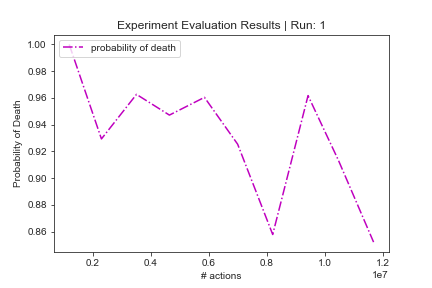 Experiment Evaluation Results | Run: 1
probability of death
Probability of Death
1.00
0.98
0.96
0.94
0.92
0.90
0.88
0.86
0.2
0.4
0.6
0.8
1.0
1.2
1e7
# actions